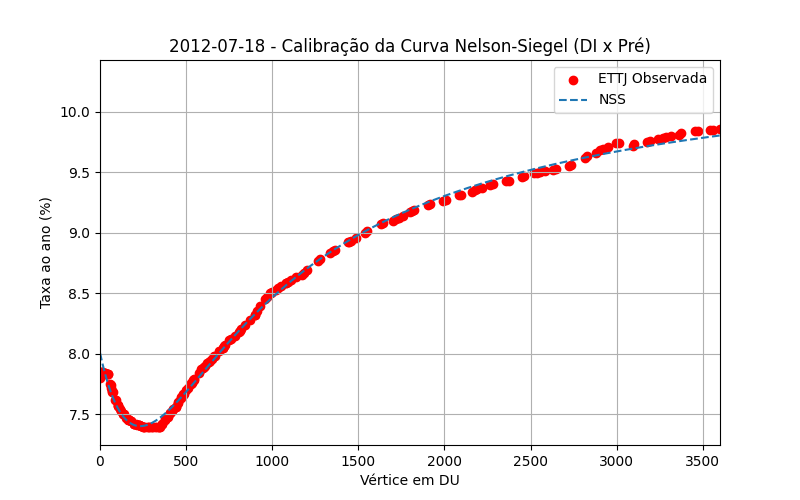 2012-07-18 - Calibração da Curva Nelson-Siegel (DI x Pré)
ETTJ Observada
NSS
Taxa ao ano (%)
10.0
9.5
9.0
8.5
8.0
7.5
0 500 1000 1500 2000 2500 3000 3500
Vértice em DU